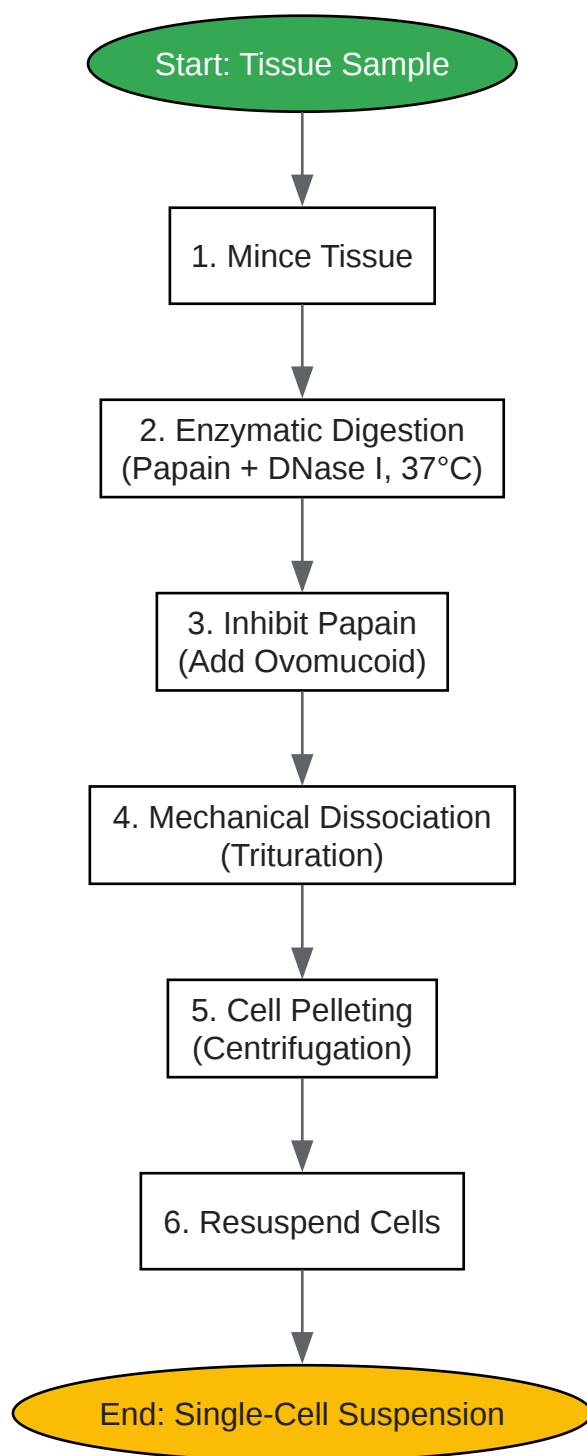 Start: Tissue Sample
1. Mince Tissue
2. Enzymatic Digestion
(Papain + DNase I, 37°C)
3. Inhibit Papain
(Add Ovomucoid)
4. Mechanical Dissociation
(Trituration)
5. Cell Pelleting
(Centrifugation)
6. Resuspend Cells
End: Single-Cell Suspension